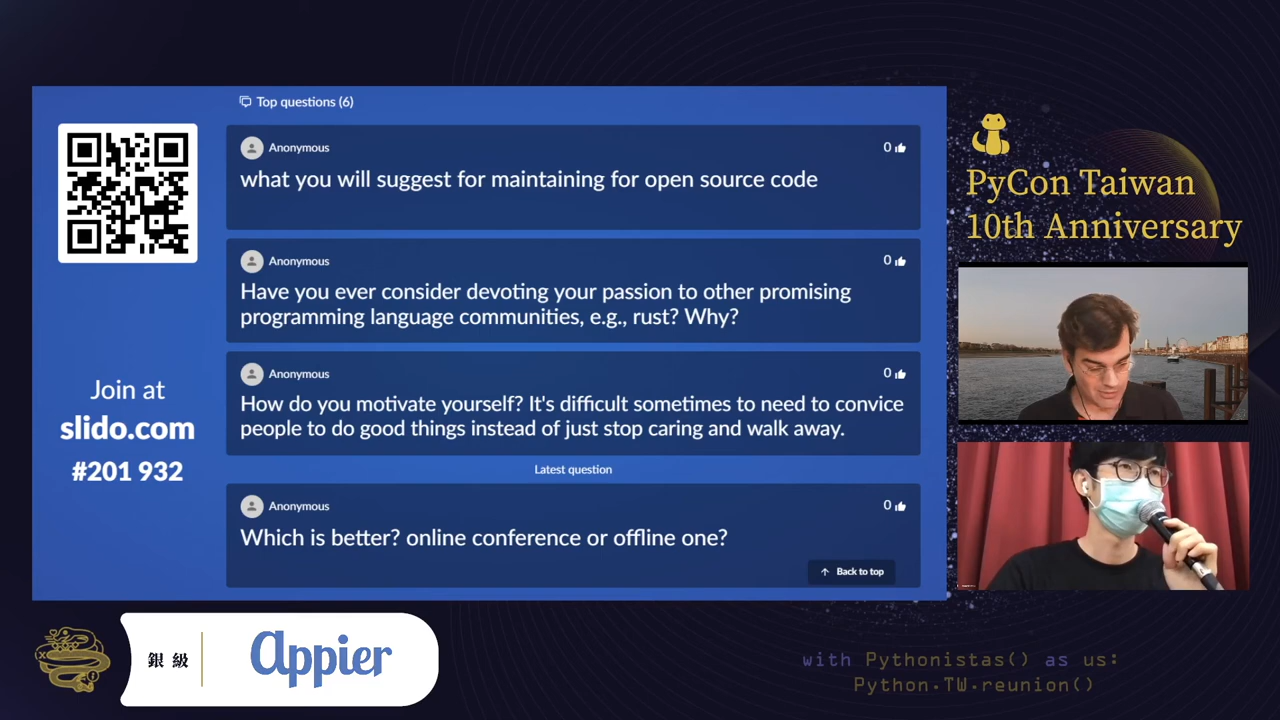 Top questions (6)
Anonymous
0
what you will suggest for maintaining for open source code
Anonymous
0
Have you ever consider devoting your passion to other promising
programming language communities, e.g., rust? Why?
Anonymous
0
How do you motivate yourself? It's difficult sometimes to need to convice
people to do good things instead of just stop caring and walk away.
Latest question
Anonymous
0
Which is better? online conference or offline one?
Back to top
Join at
slido.com
#201 932
PyCon Taiwan
10th Anniversary
銀級
Appier
with Pythonistas() as us:
Python.TW.reunion()